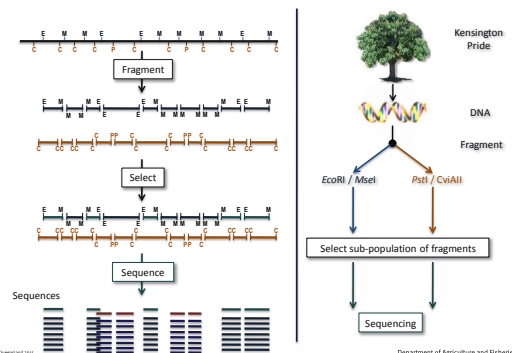 E M M E E M M M M M E M
C C C C P C C P C C C C
Fragment
E M M E E M M M M M E E M
M M E E M M M M
C CC CC C PP C C C C CC CC C
C C
Select
E M M E E M M M M M E E M
M M E E M M M M
C CC CC C PP C C C C CC CC C
Sequence
Sequences
Kensington
Pride
DNA
Fragment
EcoRI / MseI
PstI / CviAII
Select sub-population of fragments
Sequencing
Department of Agriculture and Fisheries